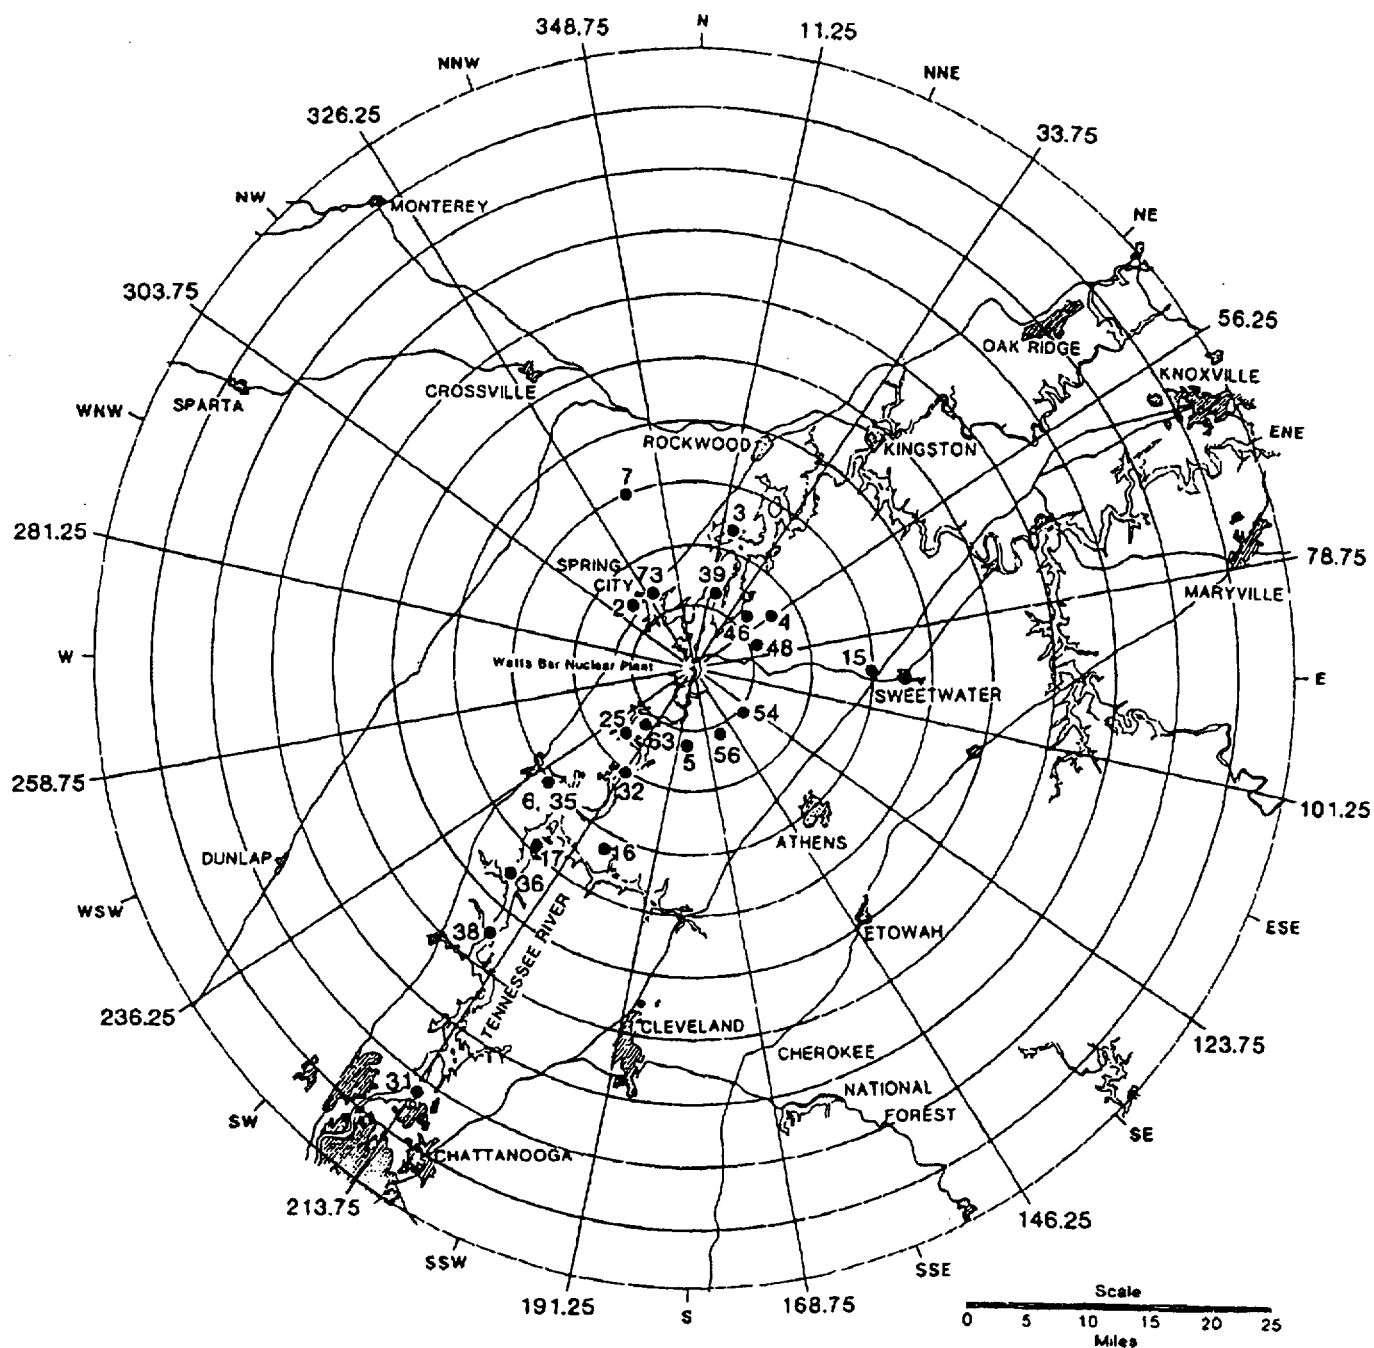 N
348.75
11.25
NNW
NNE
326.25
33.75
NW
MONTEREY
NE
303.75
56.25
OAK RIDGE
KNOXVILLE
CROSSVILLE
SPARTA
WNW
ENE
ROCKWOOD
KINGSTON
7
3
281.25
78.75
SPRING
CITY
73
39
MARYVILLE
2
46
4
48
W
Watts Bar Nuclear Plant
15
E
SWEETWATER
54
25
63
5
56
258.75
32
6, 35
101.25
ATHENS
DUNLAP
17
16
36
WSW
ESE
38
ETOWAH
TENNESSEE RIVER
236.25
CLEVELAND
123.75
CHEROKEE
31
NATIONAL
FOREST
SW
SE
CHATTANOOGA
213.75
146.25
SSW
SSE
191.25
168.75
S
Scale
0 5 10 15 20 25
Miles